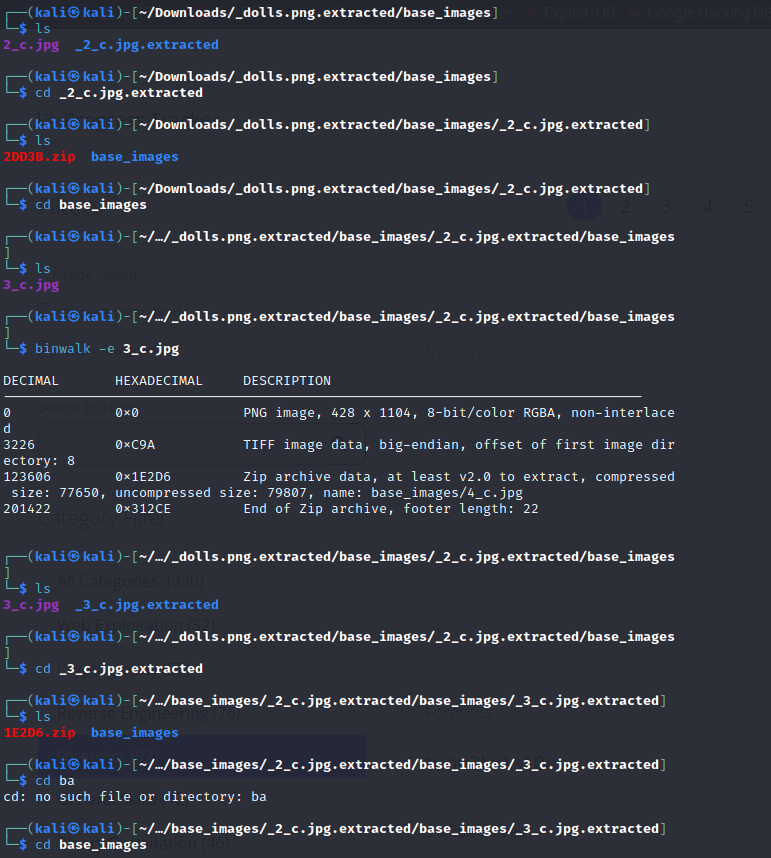 ┌──(kali㉿kali)-[~/Downloads/_dolls.png.extracted/base_images]
└─$ ls
2_c.jpg  _2_c.jpg.extracted
┌──(kali㉿kali)-[~/Downloads/_dolls.png.extracted/base_images]
└─$ cd _2_c.jpg.extracted
┌──(kali㉿kali)-[~/Downloads/_dolls.png.extracted/base_images/_2_c.jpg.extracted]
└─$ ls
2DD3B.zip  base_images
┌──(kali㉿kali)-[~/Downloads/_dolls.png.extracted/base_images/_2_c.jpg.extracted]
└─$ cd base_images
┌──(kali㉿kali)-[~/…/_dolls.png.extracted/base_images/_2_c.jpg.extracted/base_images
]
└─$ ls
3_c.jpg
┌──(kali㉿kali)-[~/…/_dolls.png.extracted/base_images/_2_c.jpg.extracted/base_images
]
└─$ binwalk -e 3_c.jpg
DECIMAL       HEXADECIMAL     DESCRIPTION
0             0×0             PNG image, 428 x 1104, 8-bit/color RGBA, non-interlace
d
3226          0×C9A           TIFF image data, big-endian, offset of first image dir
ectory: 8
123606        0×1E2D6         Zip archive data, at least v2.0 to extract, compressed
 size: 77650, uncompressed size: 79807, name: base_images/4_c.jpg
201422        0×312CE         End of Zip archive, footer length: 22
┌──(kali㉿kali)-[~/…/_dolls.png.extracted/base_images/_2_c.jpg.extracted/base_images
]
└─$ ls
3_c.jpg  _3_c.jpg.extracted
┌──(kali㉿kali)-[~/…/_dolls.png.extracted/base_images/_2_c.jpg.extracted/base_images
]
└─$ cd _3_c.jpg.extracted
┌──(kali㉿kali)-[~/…/base_images/_2_c.jpg.extracted/base_images/_3_c.jpg.extracted]
└─$ ls
1E2D6.zip  base_images
┌──(kali㉿kali)-[~/…/base_images/_2_c.jpg.extracted/base_images/_3_c.jpg.extracted]
└─$ cd ba
cd: no such file or directory: ba
┌──(kali㉿kali)-[~/…/base_images/_2_c.jpg.extracted/base_images/_3_c.jpg.extracted]
└─$ cd base_images